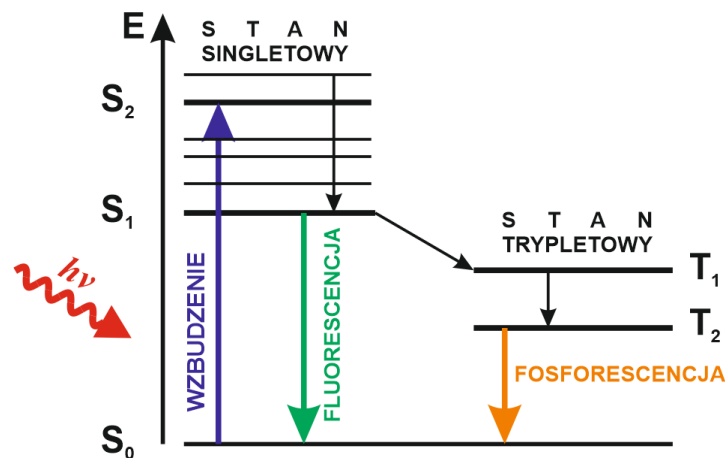 E
S T A N
SINGLETOWY
S2
S1
S T A N
TRYPLETOWY
T1
hν
WZBUDZENIE
FLUORESCENCJA
T2
FOSFORESCENCJA
S0